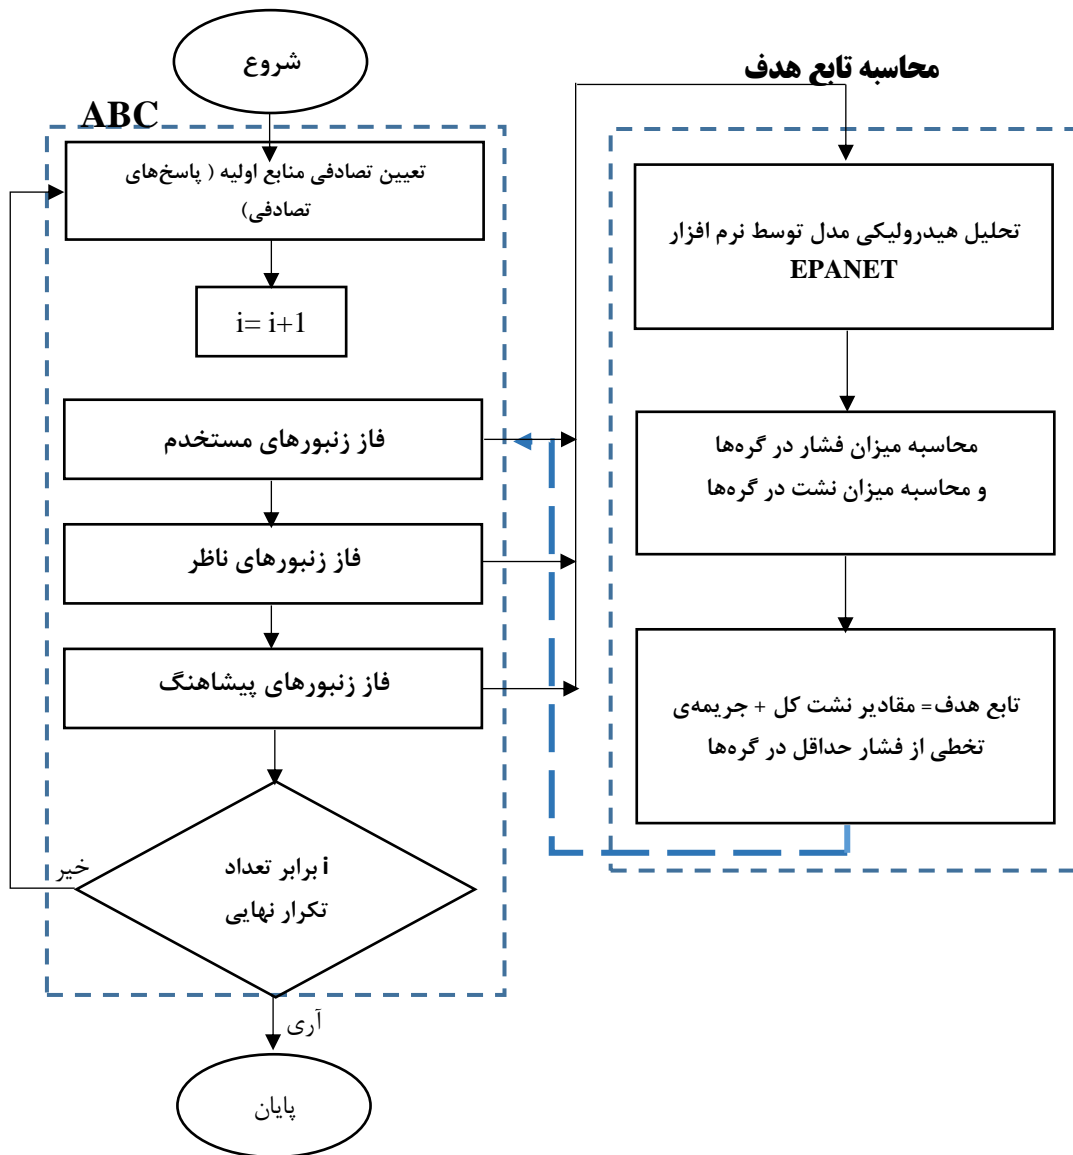 شروع
ABC
تعیین تصادفی منابع اولیه ( پاسخ‌های
تصادفی)
i= i+1
فاز زنبورهای مستخدم
فاز زنبورهای ناظر
فاز زنبورهای پیشاهنگ
i برابر تعداد
تکرار نهایی
خیر
آری
پایان
محاسبه تابع هدف
تحلیل هیدرولیکی مدل توسط نرم افزار
EPANET
محاسبه میزان فشار در گره‌ها
و محاسبه میزان نشت در گره‌ها
تابع هدف= مقادیر نشت کل + جریمه‌ی
تخطی از فشار حداقل در گره‌ها